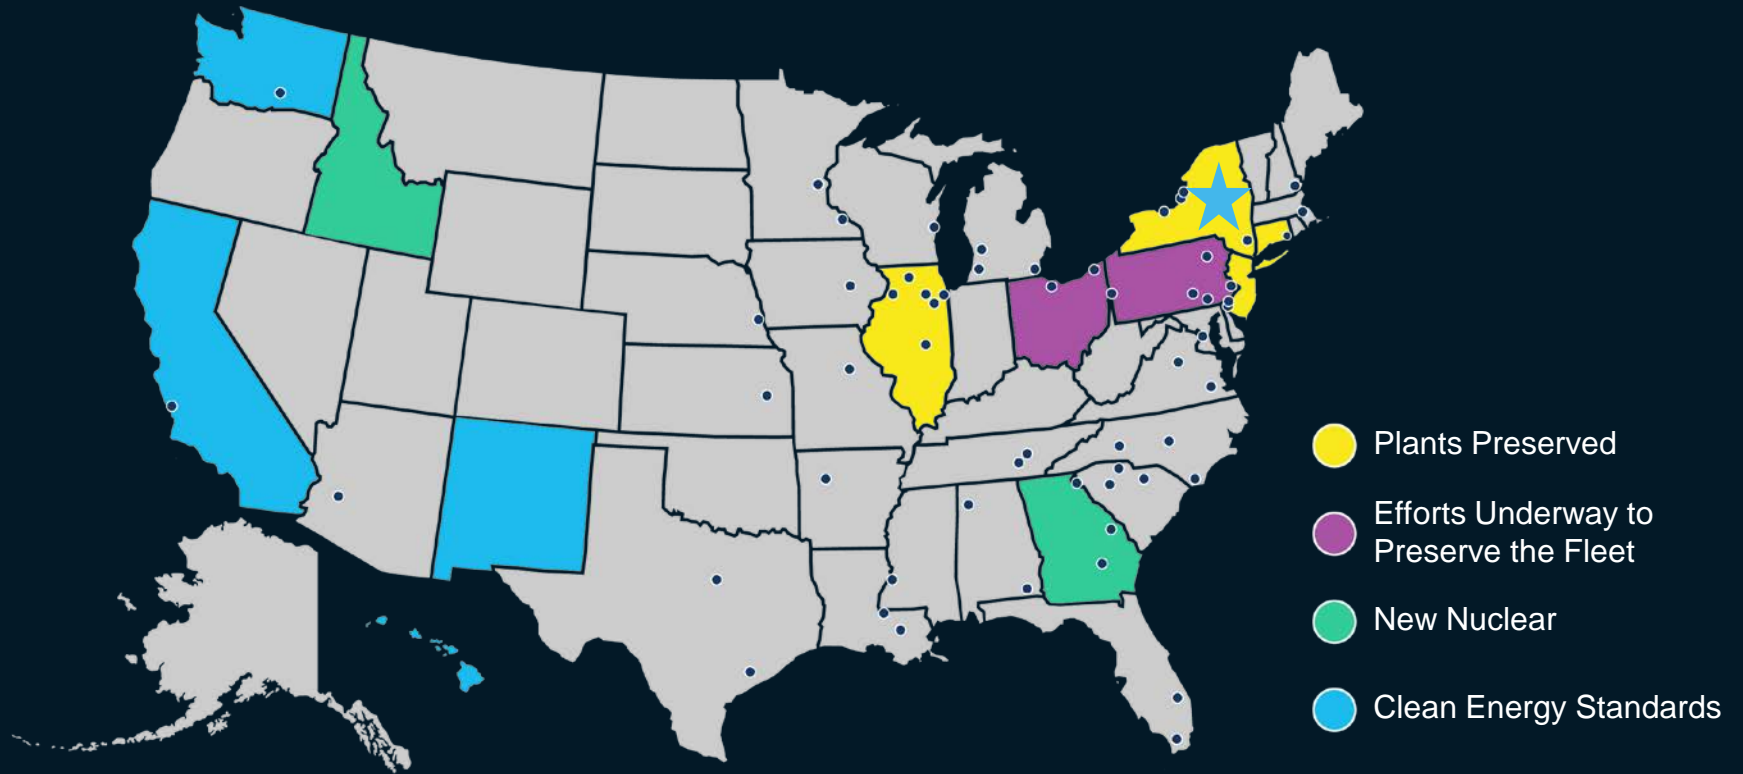 Plants Preserved
Efforts Underway to
Preserve the Fleet
New Nuclear
Clean Energy Standards